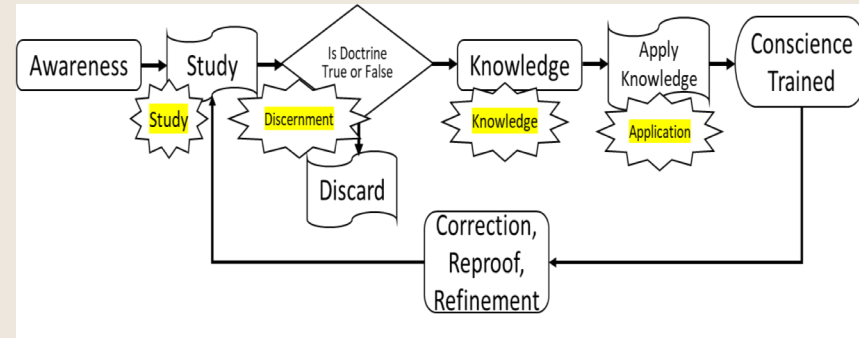 Awareness
Study
Is Doctrine
True or False
Knowledge
Apply
Knowledge
Conscience
Trained
Study
Discernment
Knowledge
Application
Discard
Correction,
Reproof,
Refinement